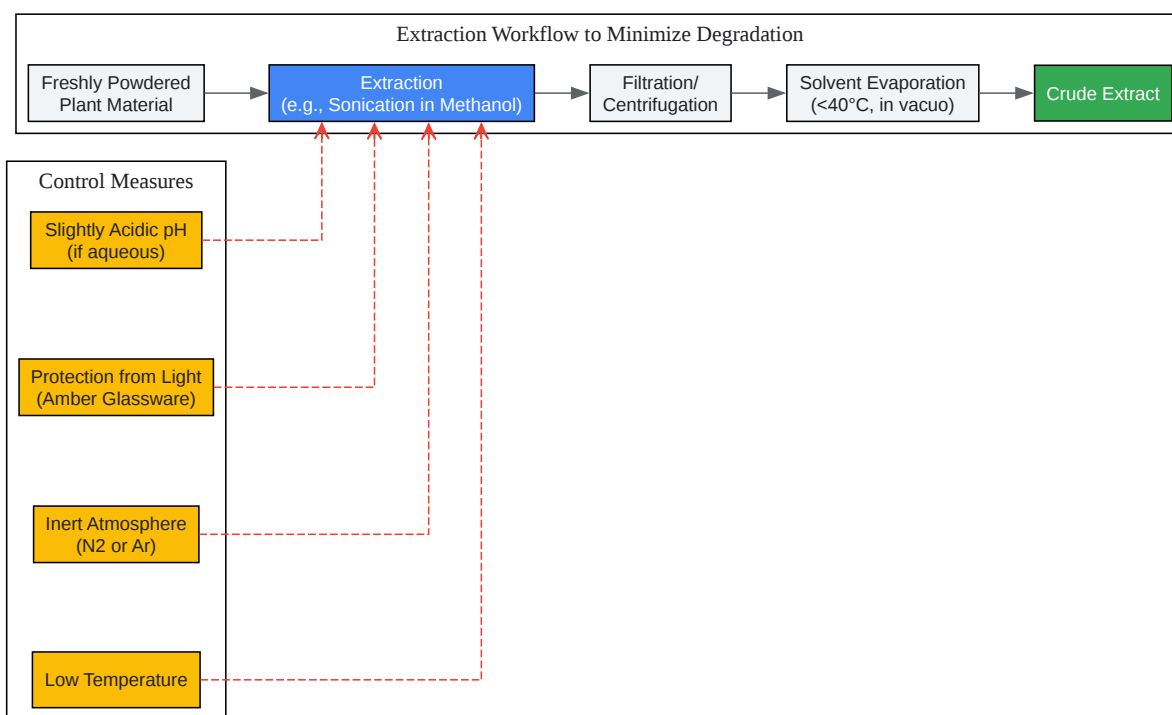 Extraction Workflow to Minimize Degradation
Freshly Powdered
Plant Material
Extraction
(e.g., Sonication in Methanol)
Filtration/
Centrifugation
Solvent Evaporation
(<40°C, in vacuo)
Crude Extract
Control Measures
Slightly Acidic pH
(if aqueous)
Protection from Light
(Amber Glassware)
Inert Atmosphere
(N2 or Ar)
Low Temperature